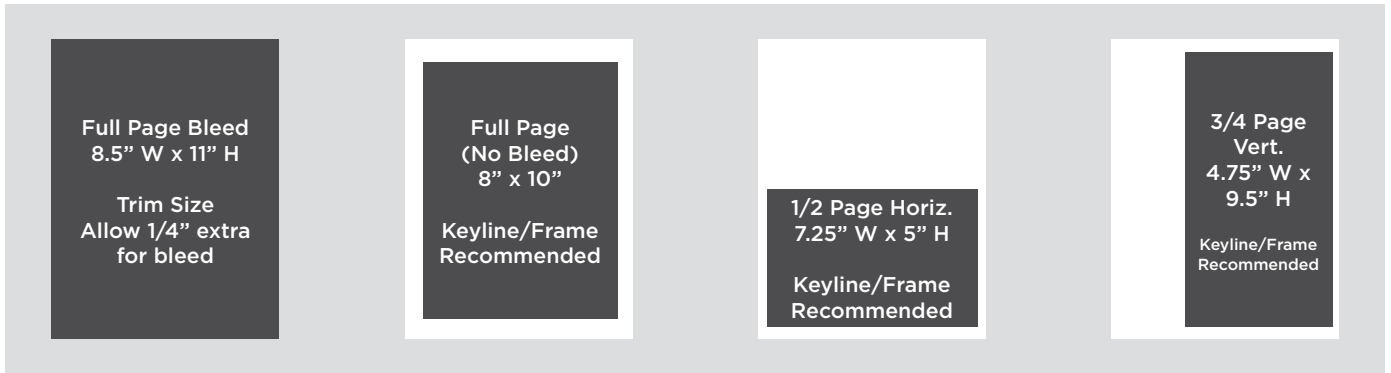 Full Page Bleed
8.5” W x 11” H
Trim Size
Allow 1/4” extra
for bleed
Full Page
(No Bleed)
8” x 10”
Keyline/Frame
Recommended
1/2 Page Horiz.
7.25” W x 5” H
Keyline/Frame
Recommended
3/4 Page
Vert.
4.75” W x
9.5” H
Keyline/Frame
Recommended